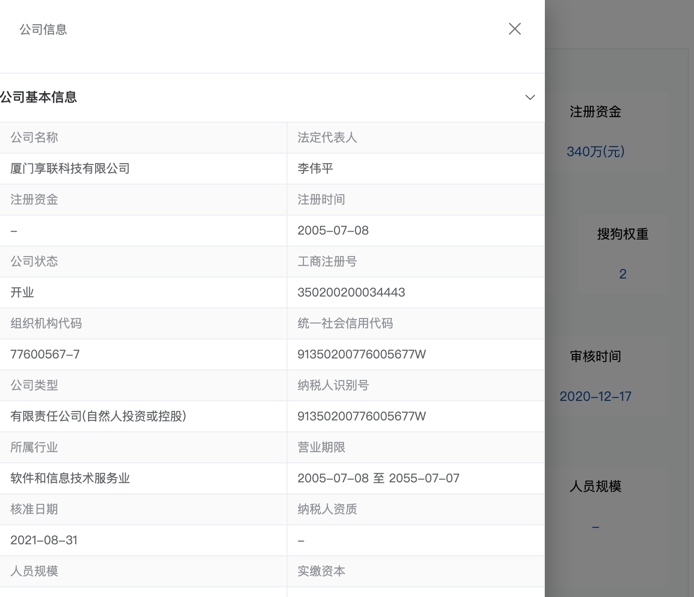 公司信息
公司基本信息
公司名称
法定代表人
厦门享联科技有限公司
李伟平
注册资金
注册时间
–
2005-07-08
公司状态
工商注册号
开业
350200200034443
组织机构代码
统一社会信用代码
77600567-7
91350200776005677W
公司类型
纳税人识别号
有限责任公司(自然人投资或控股)
91350200776005677W
所属行业
营业期限
软件和信息技术服务业
2005-07-08 至 2055-07-07
核准日期
纳税人资质
2021-08-31
–
人员规模
实缴资本
注册资金
340万(元)
搜狗权重
2
审核时间
2020-12-17
人员规模
–